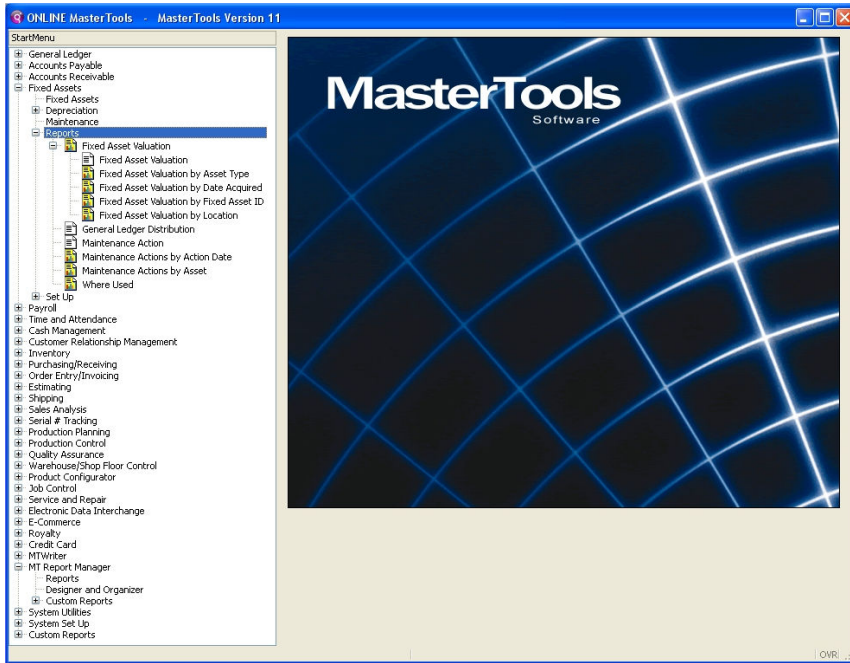 ONLINE MasterTools - MasterTools Version 11
StartMenu
General Ledger
Accounts Payable
Accounts Receivable
Fixed Assets
Fixed Assets
Depreciation
Maintenance
Reports
Fixed Asset Valuation
Fixed Asset Valuation
Fixed Asset Valuation by Asset Type
Fixed Asset Valuation by Date Acquired
Fixed Asset Valuation by Fixed Asset ID
Fixed Asset Valuation by Location
General Ledger Distribution
Maintenance Action
Maintenance Actions by Action Date
Maintenance Actions by Asset
Where Used
Set Up
Payroll
Time and Attendance
Cash Management
Customer Relationship Management
Inventory
Purchasing/Receiving
Order Entry/Invoicing
Estimating
Shipping
Sales Analysis
Serial # Tracking
Production Planning
Production Control
Quality Assurance
Warehouse/Shop Floor Control
Product Configurator
Job Control
Service and Repair
Electronic Data Interchange
E-Commerce
Royalty
Credit Card
MTWriter
MT Report Manager
Reports
Designer and Organizer
Custom Reports
System Utilities
System Set Up
Custom Reports
MasterTools
Software
OVR